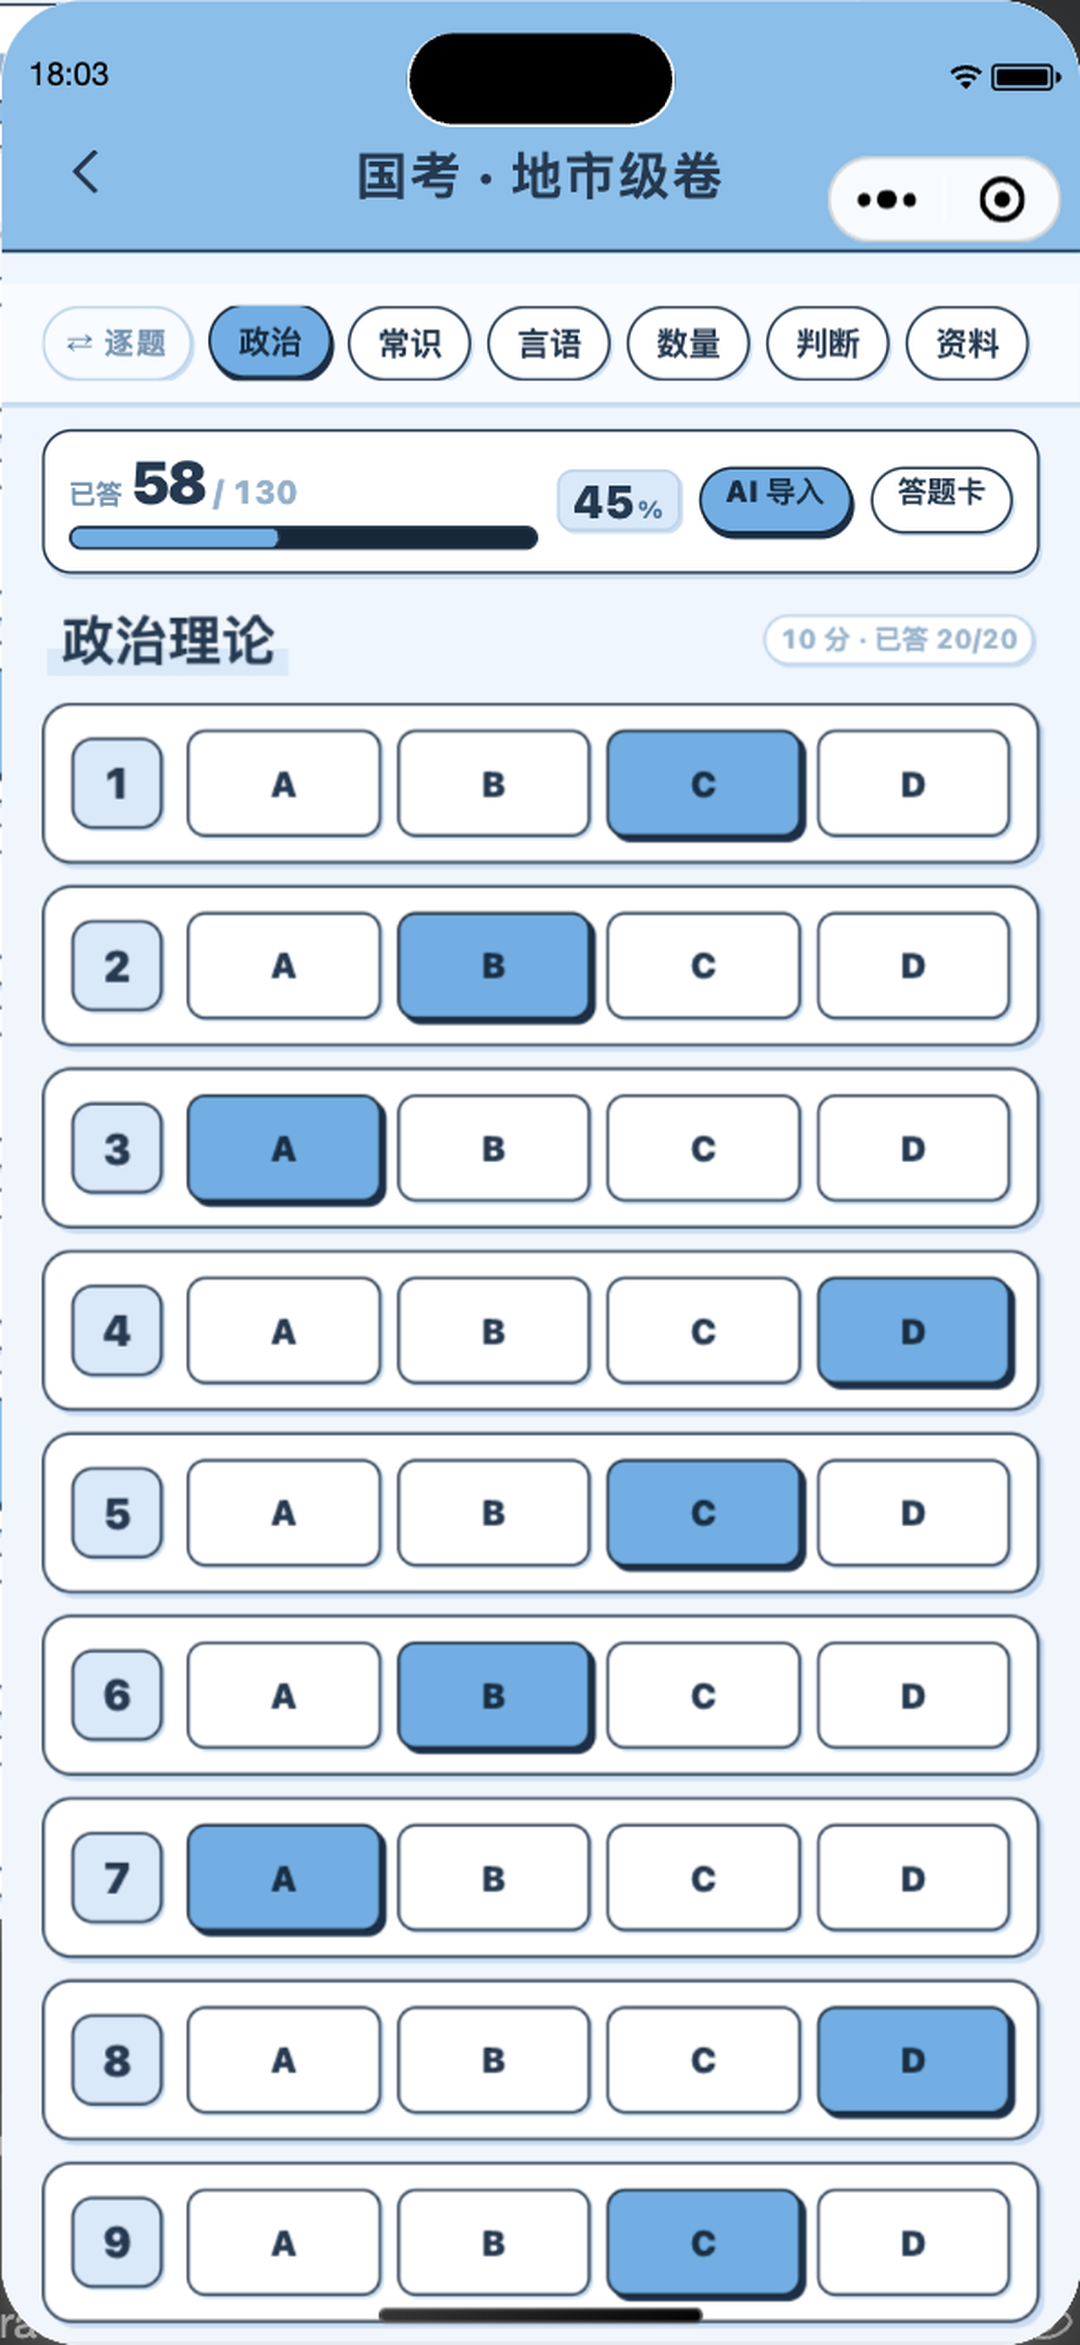 18:03
国考 · 地市级卷
⇄ 逐题 政治 常识 言语 数量 判断 资料
已答 58 / 130 45% AI 导入 答题卡
政治理论 10 分 · 已答 20/20
1 A B C D
2 A B C D
3 A B C D
4 A B C D
5 A B C D
6 A B C D
7 A B C D
8 A B C D
9 A B C D
ra